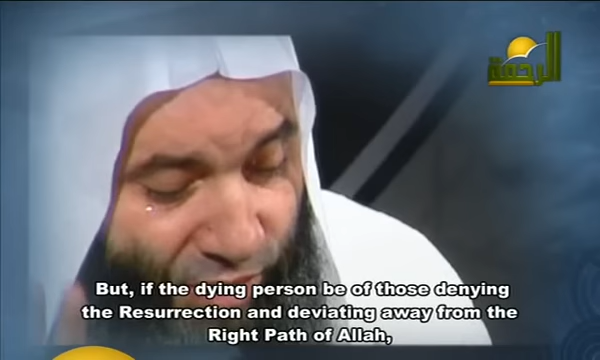 الرحمة
But, if the dying person be of those denying
the Resurrection and deviating away from the
Right Path of Allah,